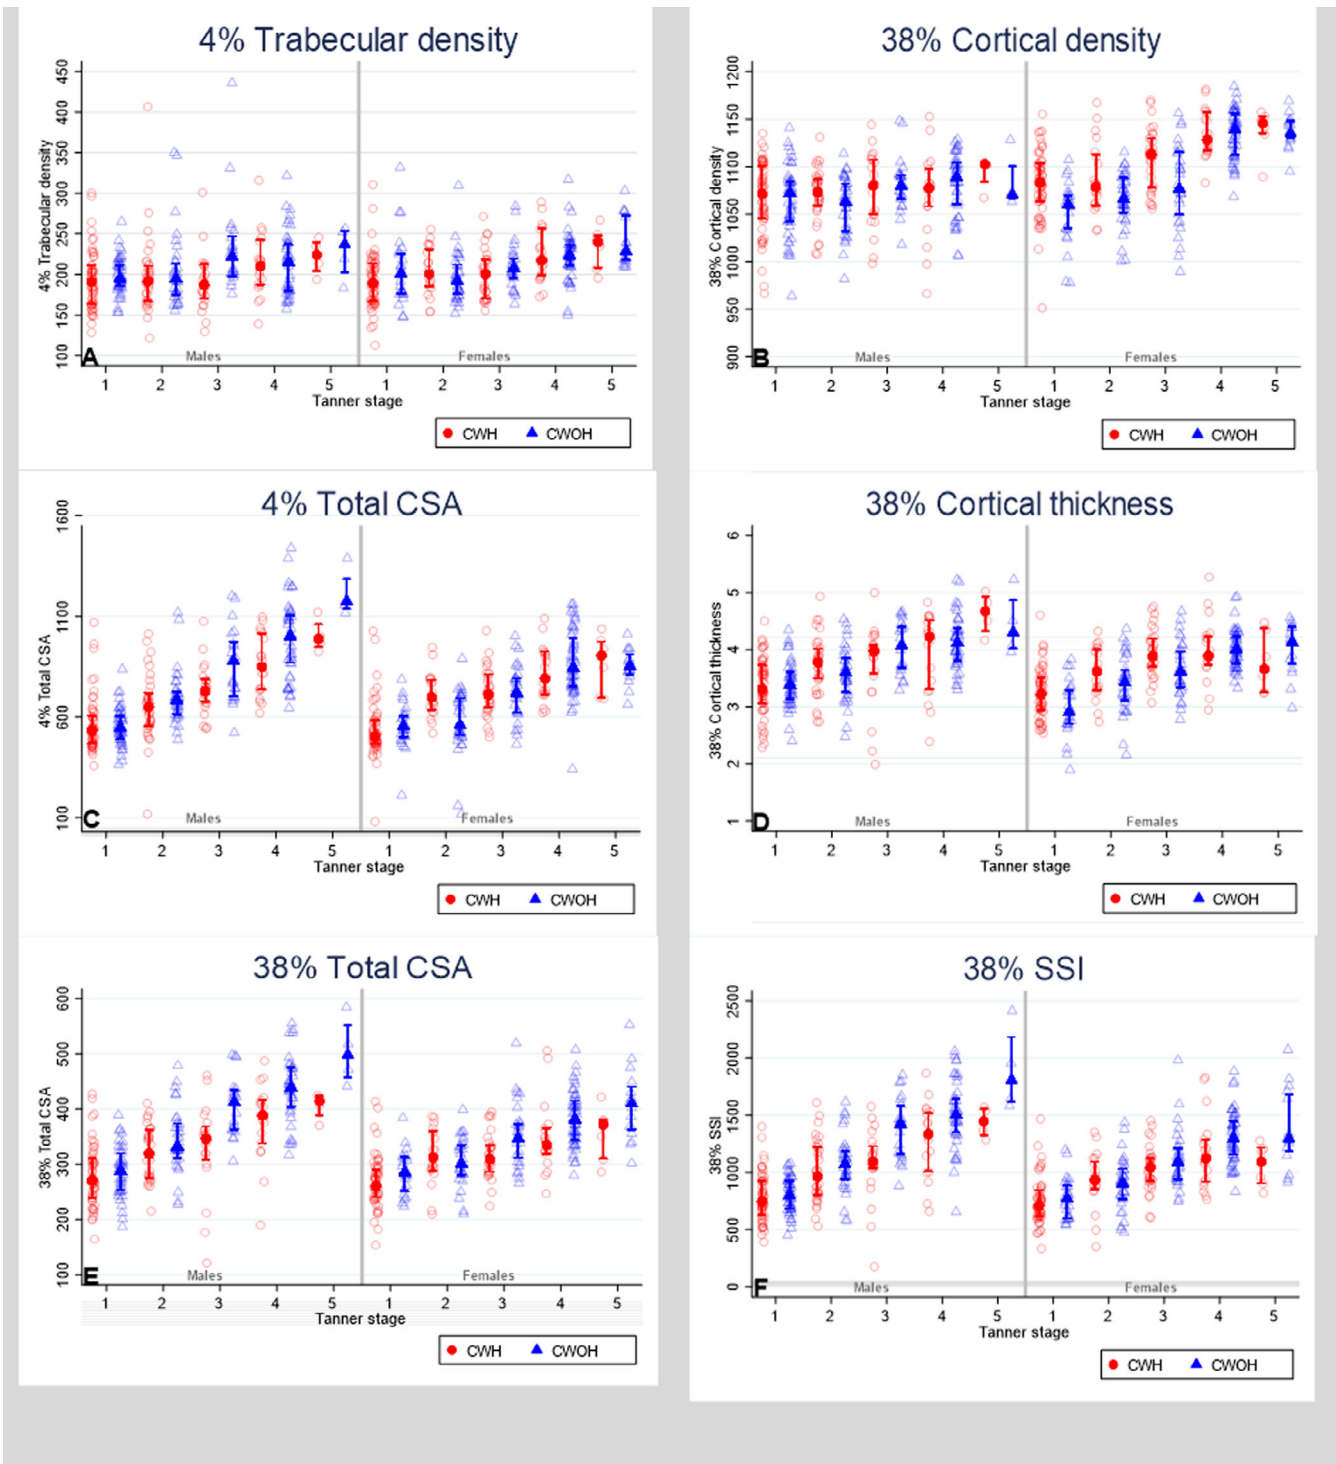 4% Trabecular density
4% Trabecular density
450
400
350
300
250
200
150
100
A
Males
Females
1 2 3 4 5 1 2 3 4 5
Tanner stage
CWH CWOH
38% Cortical density
38% Cortical density
1200
1150
1100
1050
1000
950
900
B
Males
Females
1 2 3 4 5 1 2 3 4 5
Tanner stage
CWH CWOH
4% Total CSA
4% Total CSA
1600
1100
600
100
C
Males
Females
1 2 3 4 5 1 2 3 4 5
Tanner stage
CWH CWOH
38% Cortical thickness
38% Cortical thickness
6
5
4
3
2
1
D
Males
Females
1 2 3 4 5 1 2 3 4 5
Tanner stage
CWH CWOH
38% Total CSA
38% Total CSA
600
500
400
300
200
100
E
Males
Females
1 2 3 4 5 1 2 3 4 5
Tanner stage
CWH CWOH
38% SSI
38% SSI
2500
2000
1500
1000
500
0
F
Males
Females
1 2 3 4 5 1 2 3 4 5
Tanner stage
CWH CWOH